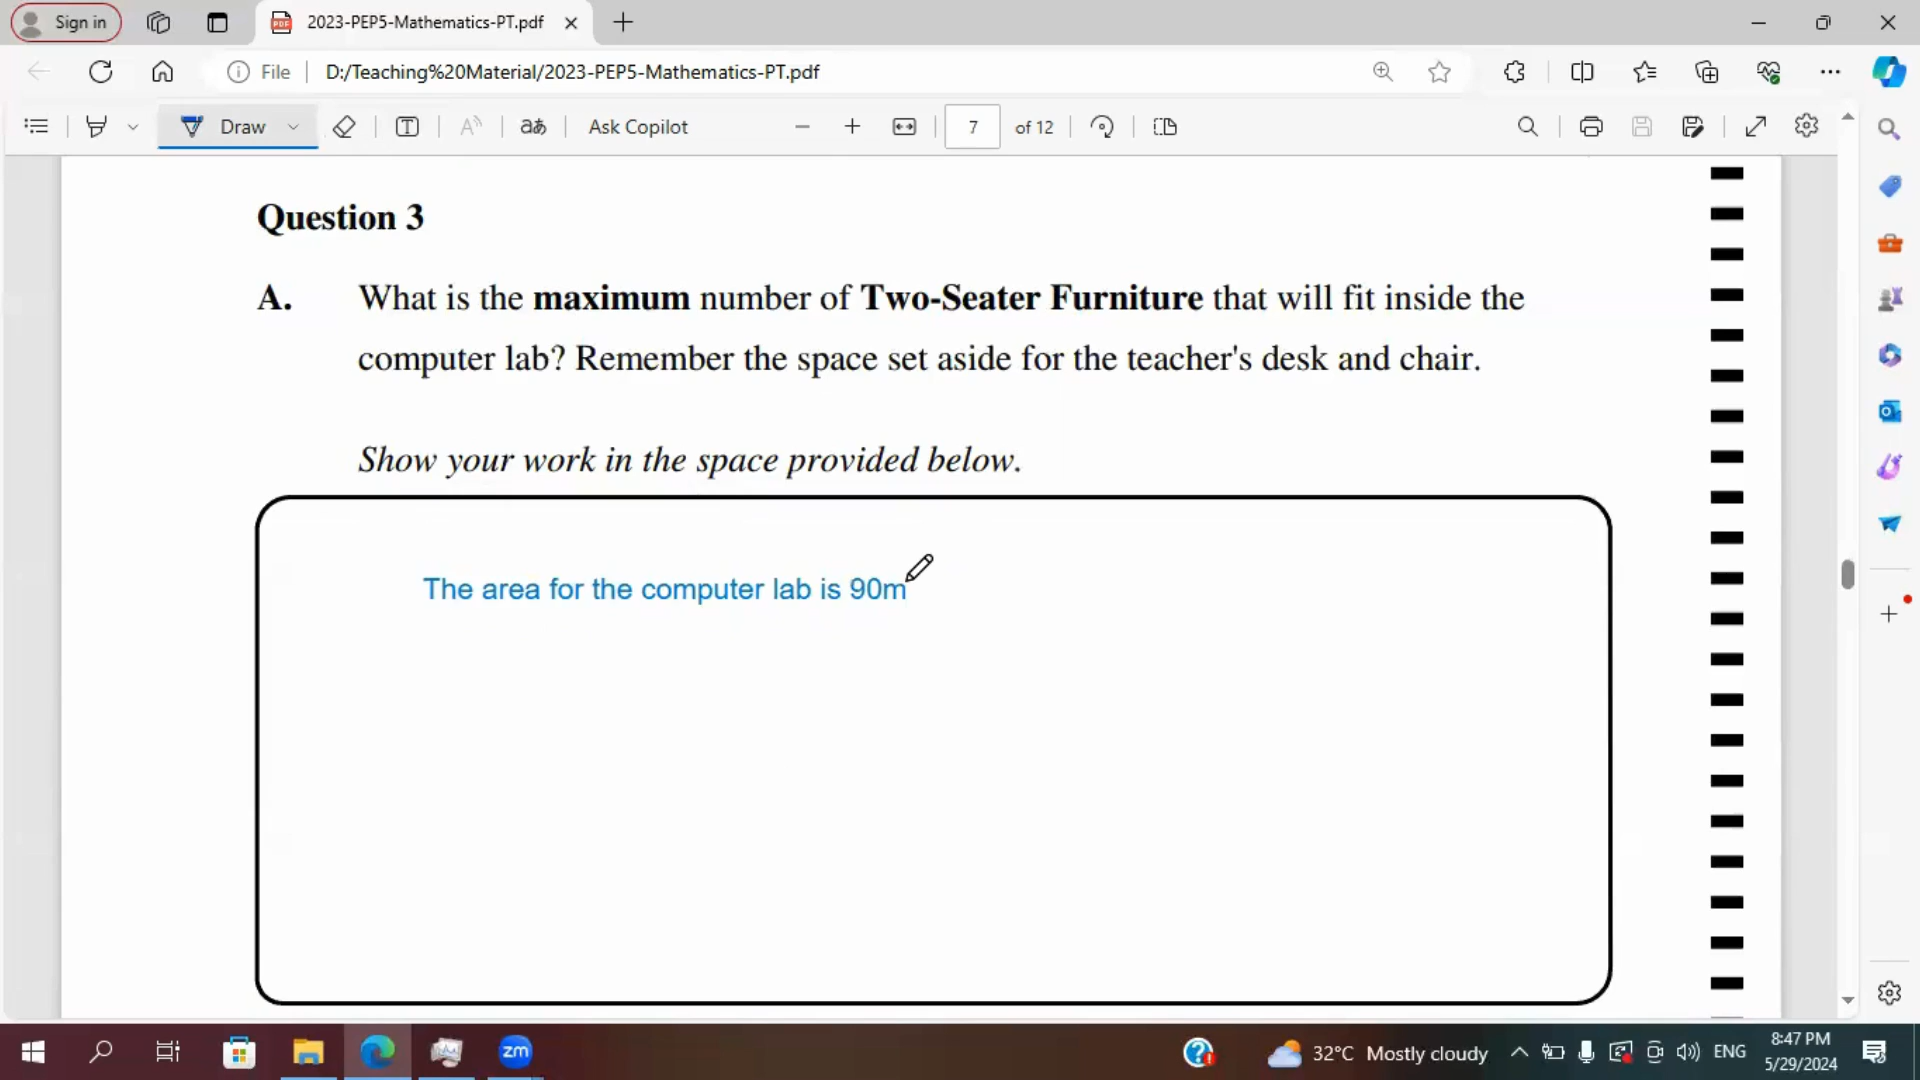 Sign in
2023-PEP5-Mathematics-PT.pdf
File
D:/Teaching%20Material/2023-PEP5-Mathematics-PT.pdf
Draw
Ask Copilot
7
of 12
Question 3
A. What is the maximum number of Two-Seater Furniture that will fit inside the
computer lab? Remember the space set aside for the teacher's desk and chair.
Show your work in the space provided below.
The area for the computer lab is 90m
zm
32°C Mostly cloudy
ENG
8:47 PM
5/29/2024